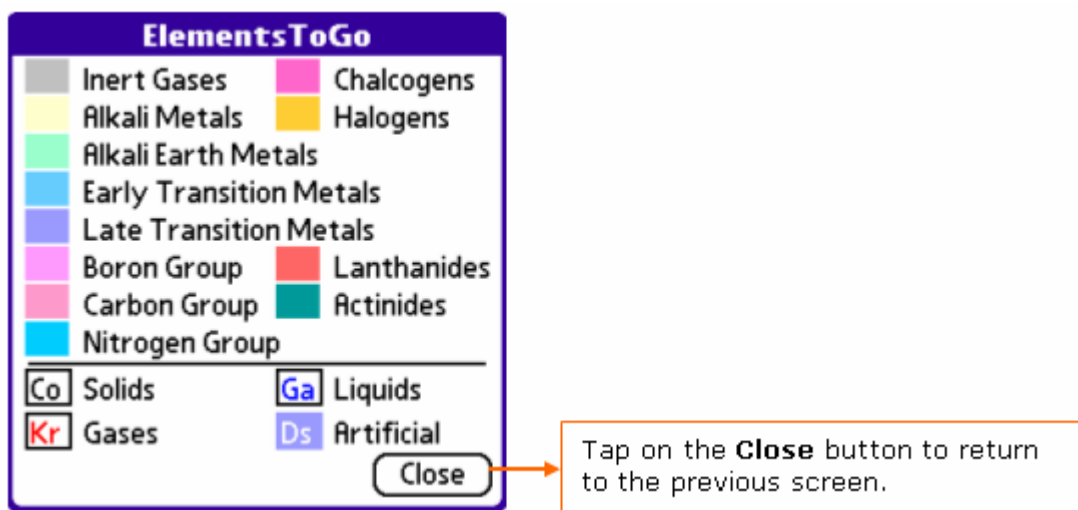 ElementsToGo
Inert Gases Chalcogens
Alkali Metals Halogens
Alkali Earth Metals
Early Transition Metals
Late Transition Metals
Boron Group Lanthanides
Carbon Group Actinides
Nitrogen Group
Co Solids Ga Liquids
Kr Gases Ds Artificial
Close
Tap on the Close button to return
to the previous screen.